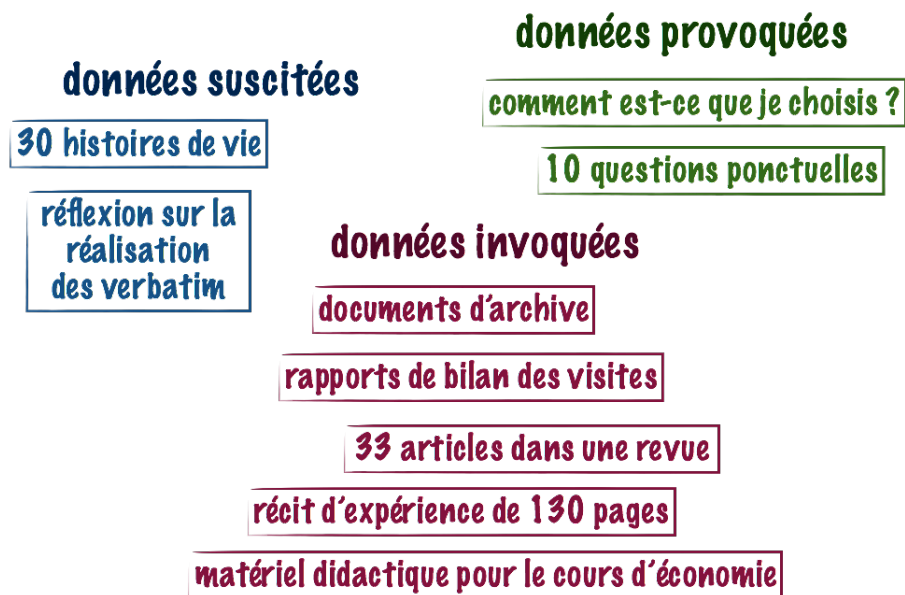 données suscitées
30 histoires de vie
réflexion sur la
réalisation
des verbatim
données provoquées
comment est-ce que je choisis ?
10 questions ponctuelles
données invoquées
documents d'archive
rapports de bilan des visites
33 articles dans une revue
récit d'expérience de 130 pages
matériel didactique pour le cours d'économie